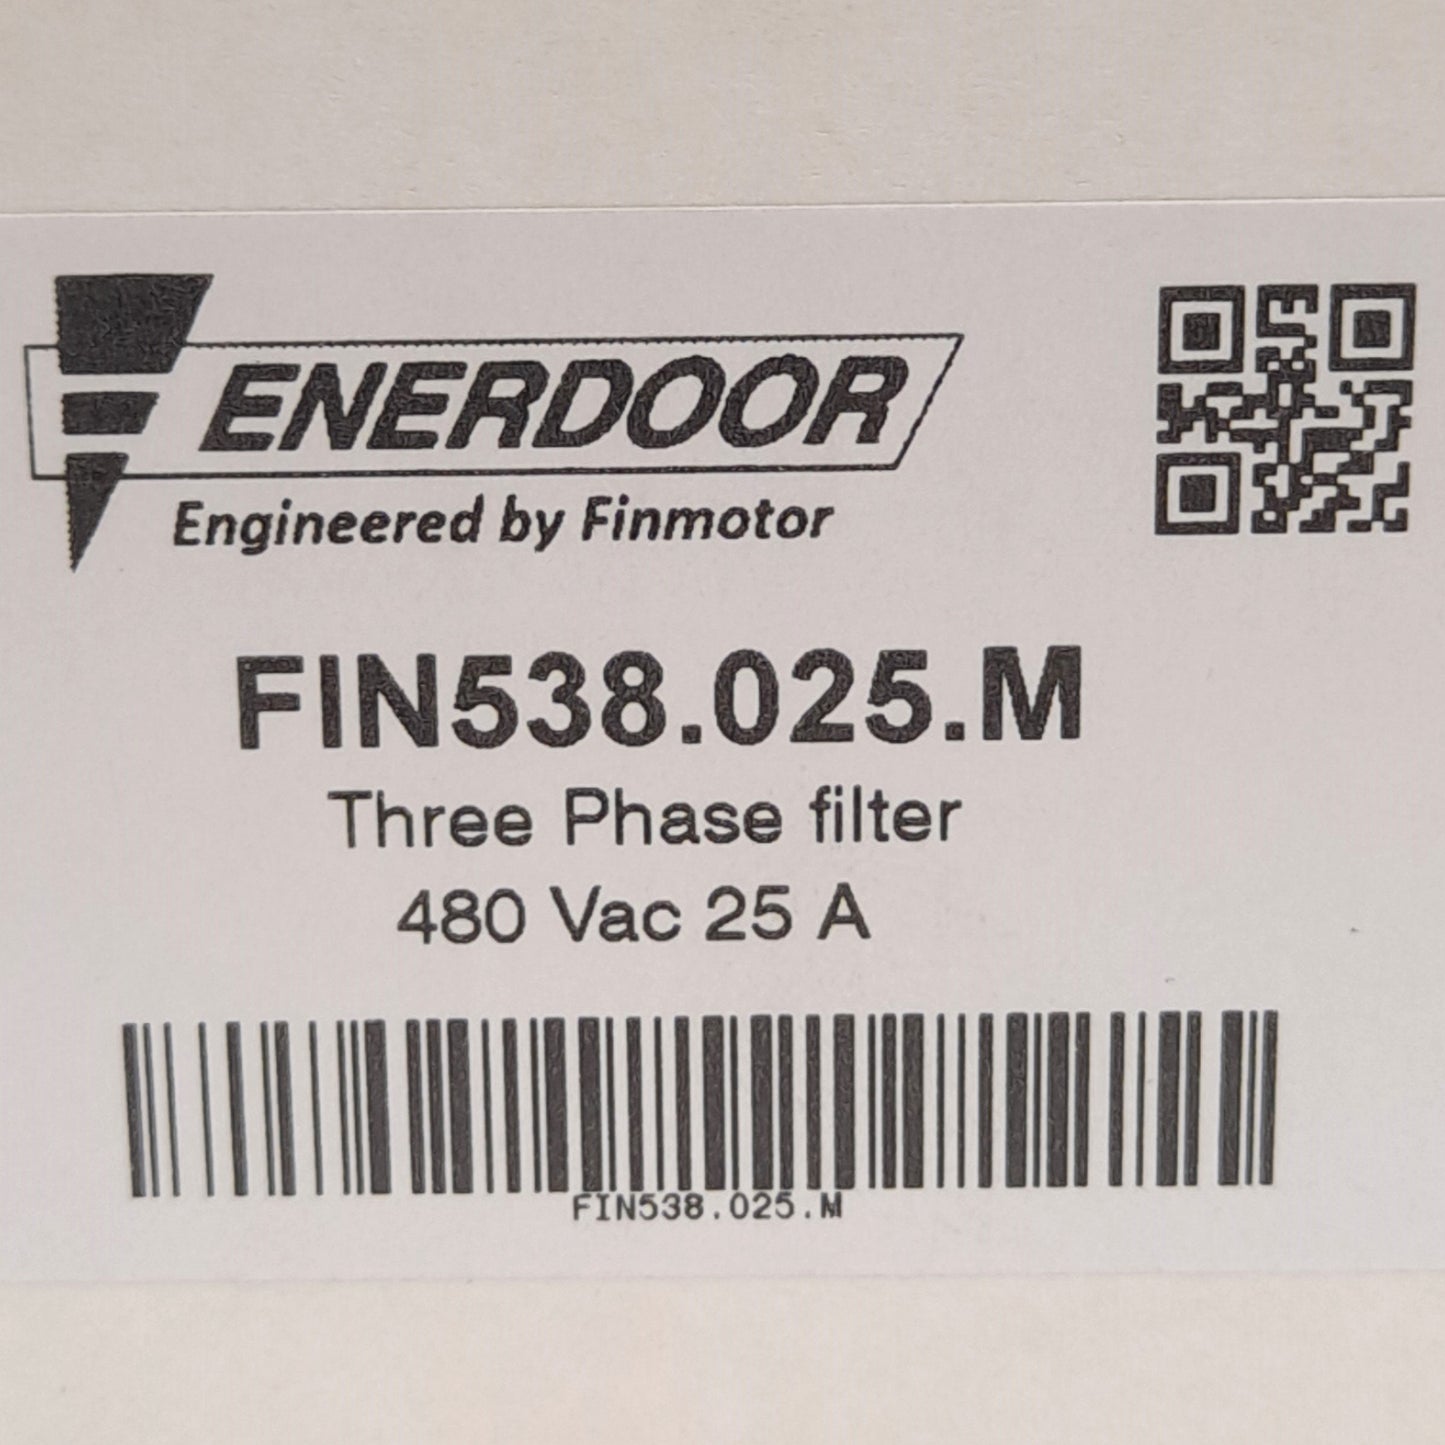 ENERDOOR
Engineered by Finmotor
FIN538.025.M
Three Phase filter
480 Vac 25 A
FIN538.025.M